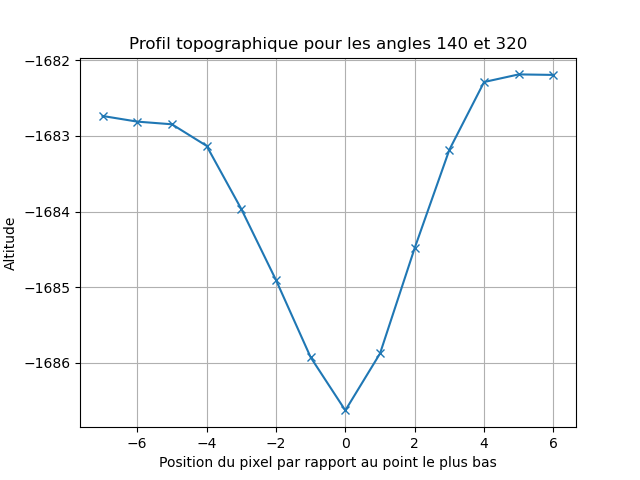 Profil topographique pour les angles 140 et 320
−1682
−1683
−1684
−1685
−1686
Altitude
−6 −4 −2 0 2 4 6
Position du pixel par rapport au point le plus bas